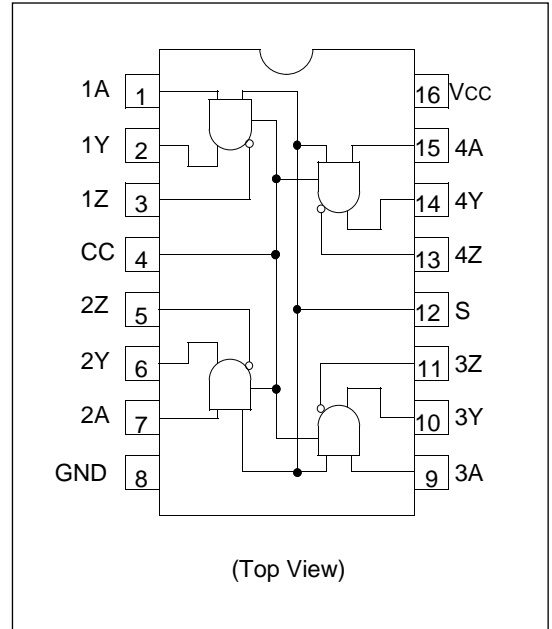 1A 1 16 VCC
1Y 2 15 4A
1Z 3 14 4Y
CC 4 13 4Z
2Z 5 12 S
2Y 6 11 3Z
2A 7 10 3Y
GND 8 9 3A
(Top View)